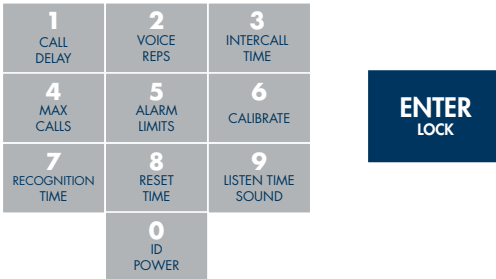 1
CALL
DELAY
2
VOICE
REPS
3
INTERCALL
TIME
4
MAX
CALLS
5
ALARM
LIMITS
6
CALIBRATE
ENTER
LOCK
7
RECOGNITION
TIME
8
RESET
TIME
9
LISTEN TIME
SOUND
0
ID
POWER